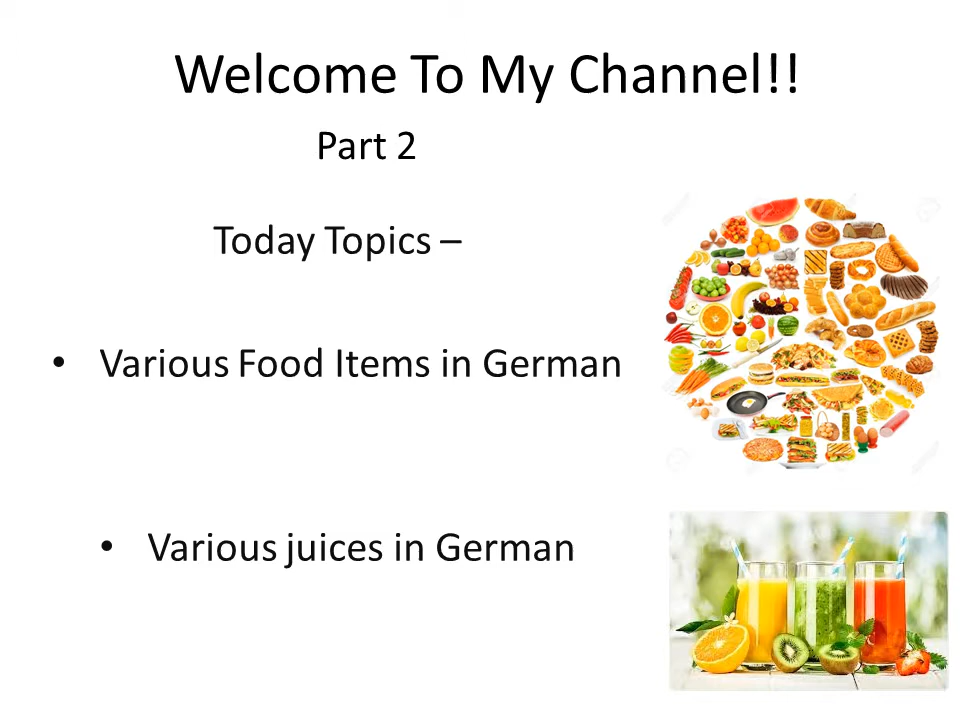 Welcome To My Channel!!
Part 2
Today Topics –
• Various Food Items in German
• Various juices in German